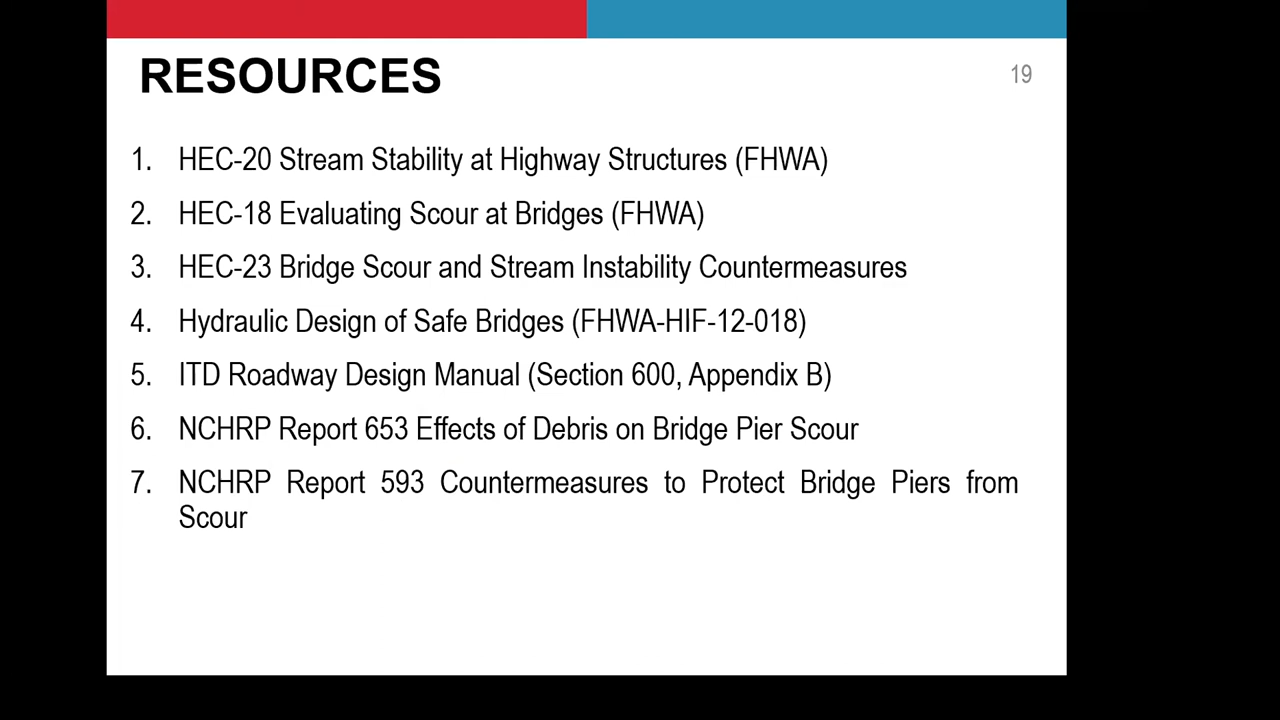 RESOURCES
19
1. HEC-20 Stream Stability at Highway Structures (FHWA)
2. HEC-18 Evaluating Scour at Bridges (FHWA)
3. HEC-23 Bridge Scour and Stream Instability Countermeasures
4. Hydraulic Design of Safe Bridges (FHWA-HIF-12-018)
5. ITD Roadway Design Manual (Section 600, Appendix B)
6. NCHRP Report 653 Effects of Debris on Bridge Pier Scour
7. NCHRP Report 593 Countermeasures to Protect Bridge Piers from
Scour